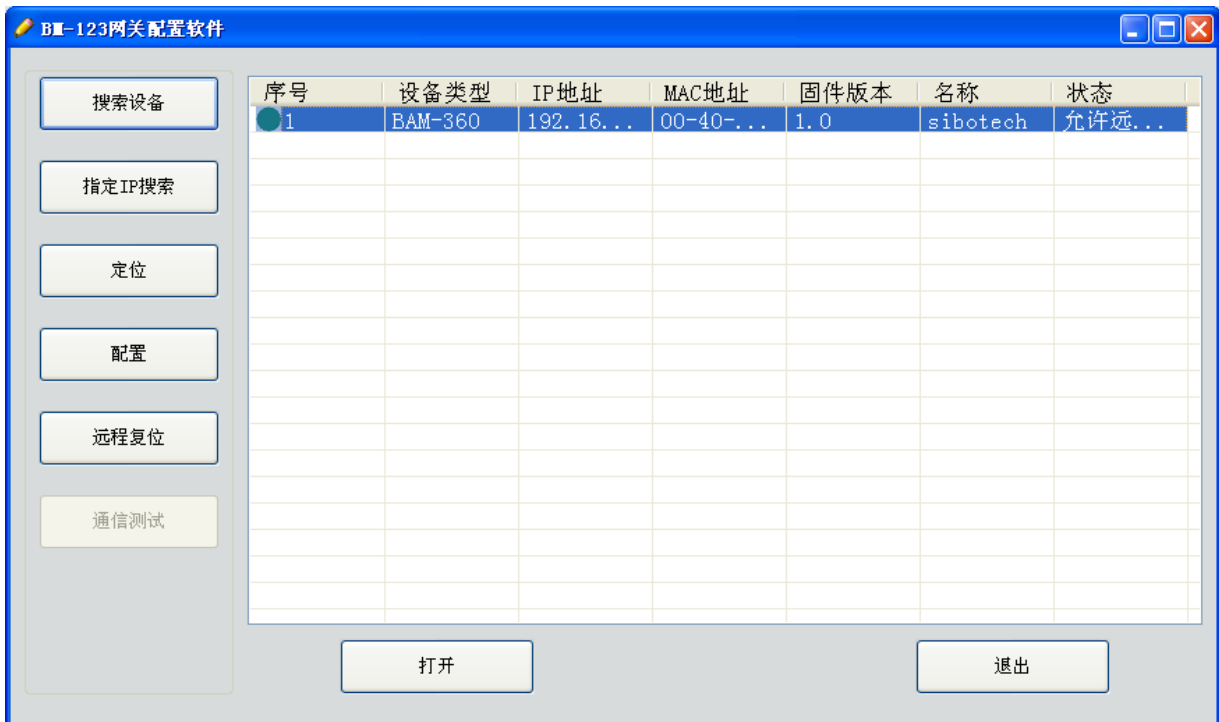 BM-123网关配置软件
搜索设备
指定IP搜索
定位
配置
远程复位
通信测试
序号 设备类型 IP地址 MAC地址 固件版本 名称 状态
1 BAM-360 192.16... 00-40-... 1.0 sibotech 允许远...
打开 退出